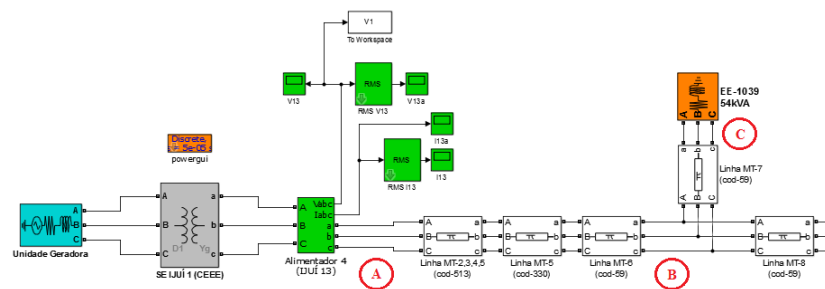 V1
To Workspace
V13
RMS
RMS V13
V13a
I13a
RMS
RMS I13
I13
EE-1039
54kVA
A B C
C
a b c
A B C
Linha MT-7
(cod-59)
Discrete,
5e-05 s
powergui
A
B
C
Unidade Geradora
A
B
C
a
b
c
D1 Yg
SE IJUÍ 1 (CEEE)
A
B
C
Vabc
Iabc
a
b
c
Alimentador 4
(IJUÍ 13)
A
A
B
C
a
b
c
Linha MT-2,3,4,5
(cod-513)
A
B
C
a
b
c
Linha MT-5
(cod-330)
A
B
C
a
b
c
Linha MT-6
(cod-59)
B
A
B
C
a
b
c
Linha MT-8
(cod-59)